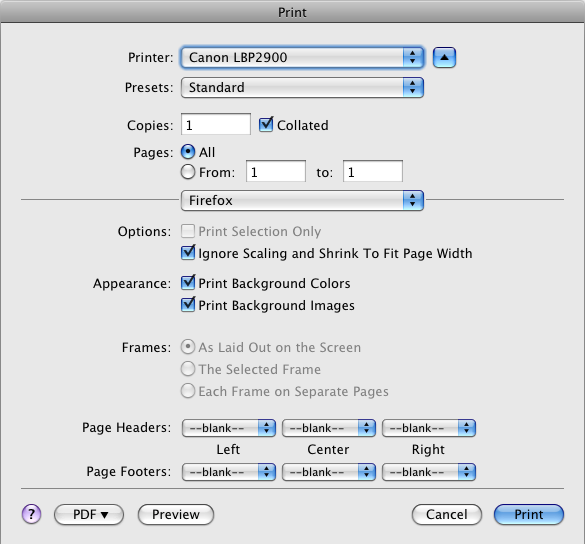 Print
Printer: Canon LBP2900
Presets: Standard
Copies: 1 Collated
Pages: All
From: 1 to: 1
Firefox
Options: Print Selection Only
Ignore Scaling and Shrink To Fit Page Width
Appearance: Print Background Colors
Print Background Images
Frames: As Laid Out on the Screen
The Selected Frame
Each Frame on Separate Pages
Page Headers: --blank-- --blank-- --blank--
Left Center Right
Page Footers: --blank-- --blank-- --blank--
? PDF ▼ Preview Cancel Print